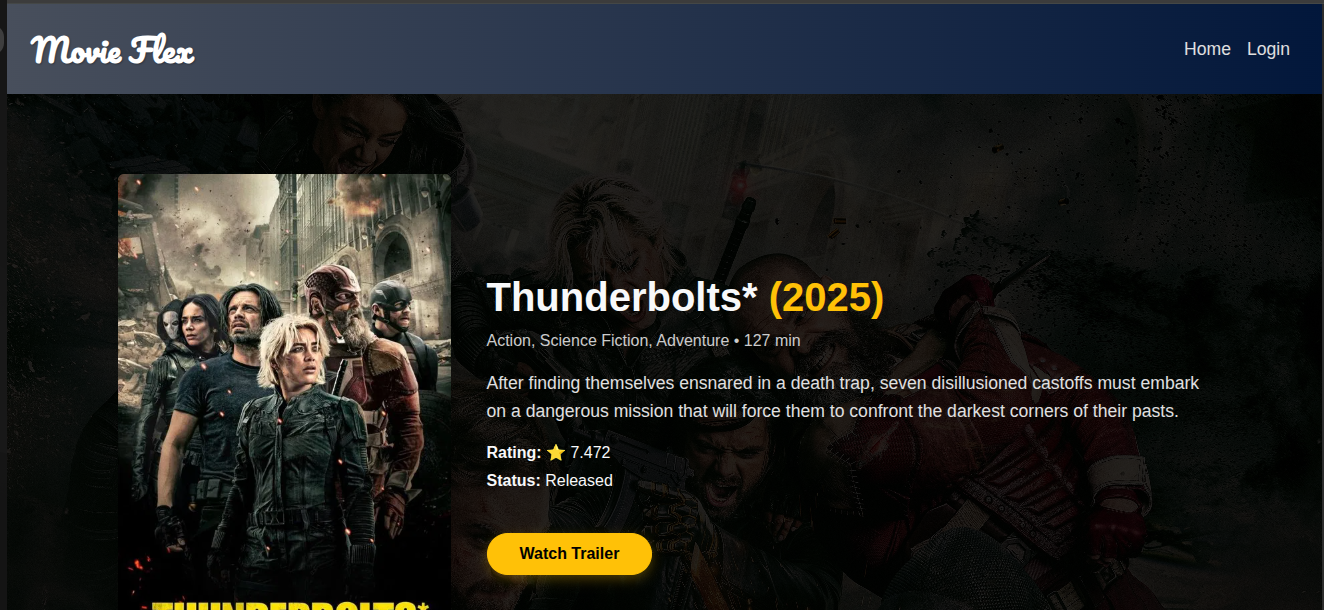 Movie Flex
Home Login
Thunderbolts* (2025)
Action, Science Fiction, Adventure • 127 min
After finding themselves ensnared in a death trap, seven disillusioned castoffs must embark
on a dangerous mission that will force them to confront the darkest corners of their pasts.
Rating: ⭐ 7.472
Status: Released
Watch Trailer
THUNDERBOLTS*